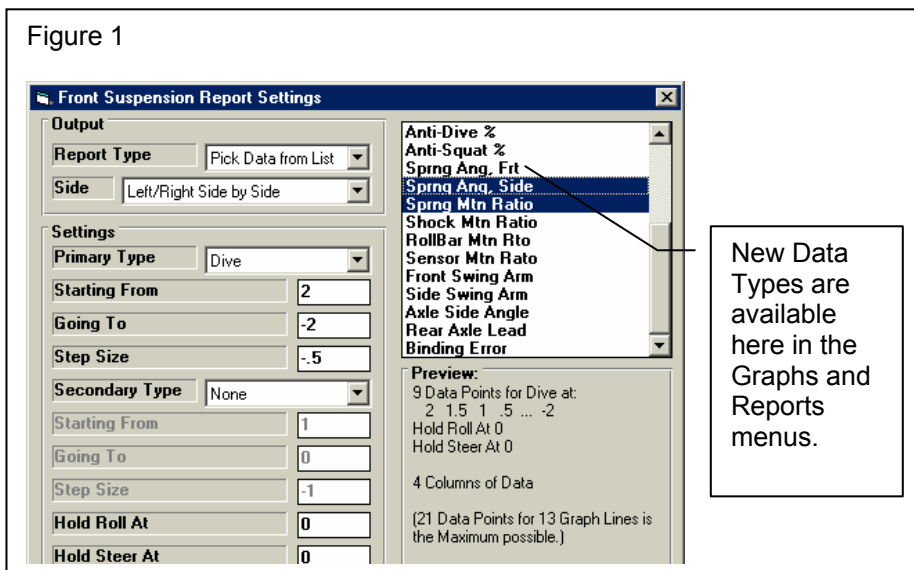 Figure 1
Front Suspension Report Settings
Output
Report Type Pick Data from List
Side Left/Right Side by Side
Settings
Primary Type Dive
Starting From 2
Going To -2
Step Size -.5
Secondary Type None
Starting From 1
Going To 0
Step Size -1
Hold Roll At 0
Hold Steer At 0
Anti-Dive %
Anti-Squat %
Sprng Ang, Frt
Sprng Ang, Side
Sprng Mtn Ratio
Shock Mtn Ratio
RollBar Mtn Rto
Sensor Mtn Rato
Front Swing Arm
Side Swing Arm
Axle Side Angle
Rear Axle Lead
Binding Error
Preview:
9 Data Points for Dive at:
2 1.5 1 .5 ... -2
Hold Roll At 0
Hold Steer At 0
4 Columns of Data
(21 Data Points for 13 Graph Lines is
the Maximum possible.)
New Data
Types are
available
here in the
Graphs and
Reports
menus.